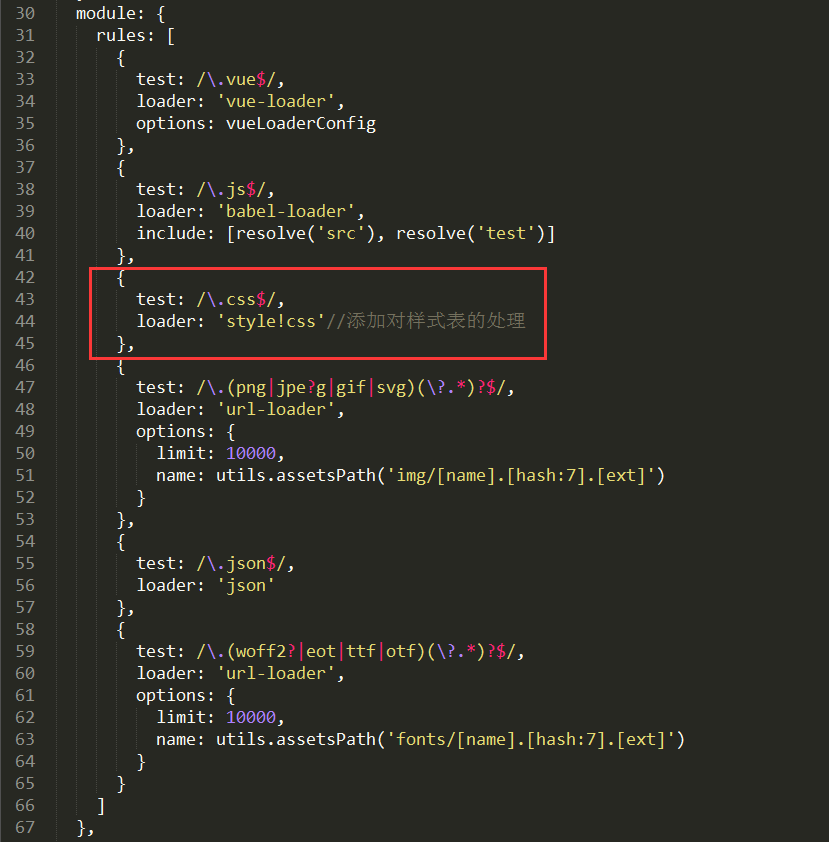 30 module: {
31 rules: [
32 {
33 test: /\.vue$/,
34 loader: 'vue-loader',
35 options: vueLoaderConfig
36 },
37 {
38 test: /\.js$/,
39 loader: 'babel-loader',
40 include: [resolve('src'), resolve('test')]
41 },
42 {
43 test: /\.css$/,
44 loader: 'style!css'//添加对样式表的处理
45 },
46 {
47 test: /\.(png|jpe?g|gif|svg)(\?.*)?$/,
48 loader: 'url-loader',
49 options: {
50 limit: 10000,
51 name: utils.assetsPath('img/[name].[hash:7].[ext]')
52 }
53 },
54 {
55 test: /\.json$/,
56 loader: 'json'
57 },
58 {
59 test: /\.(woff2?|eot|ttf|otf)(\?.*)?$/,
60 loader: 'url-loader',
61 options: {
62 limit: 10000,
63 name: utils.assetsPath('fonts/[name].[hash:7].[ext]')
64 }
65 }
66 ]
67 },